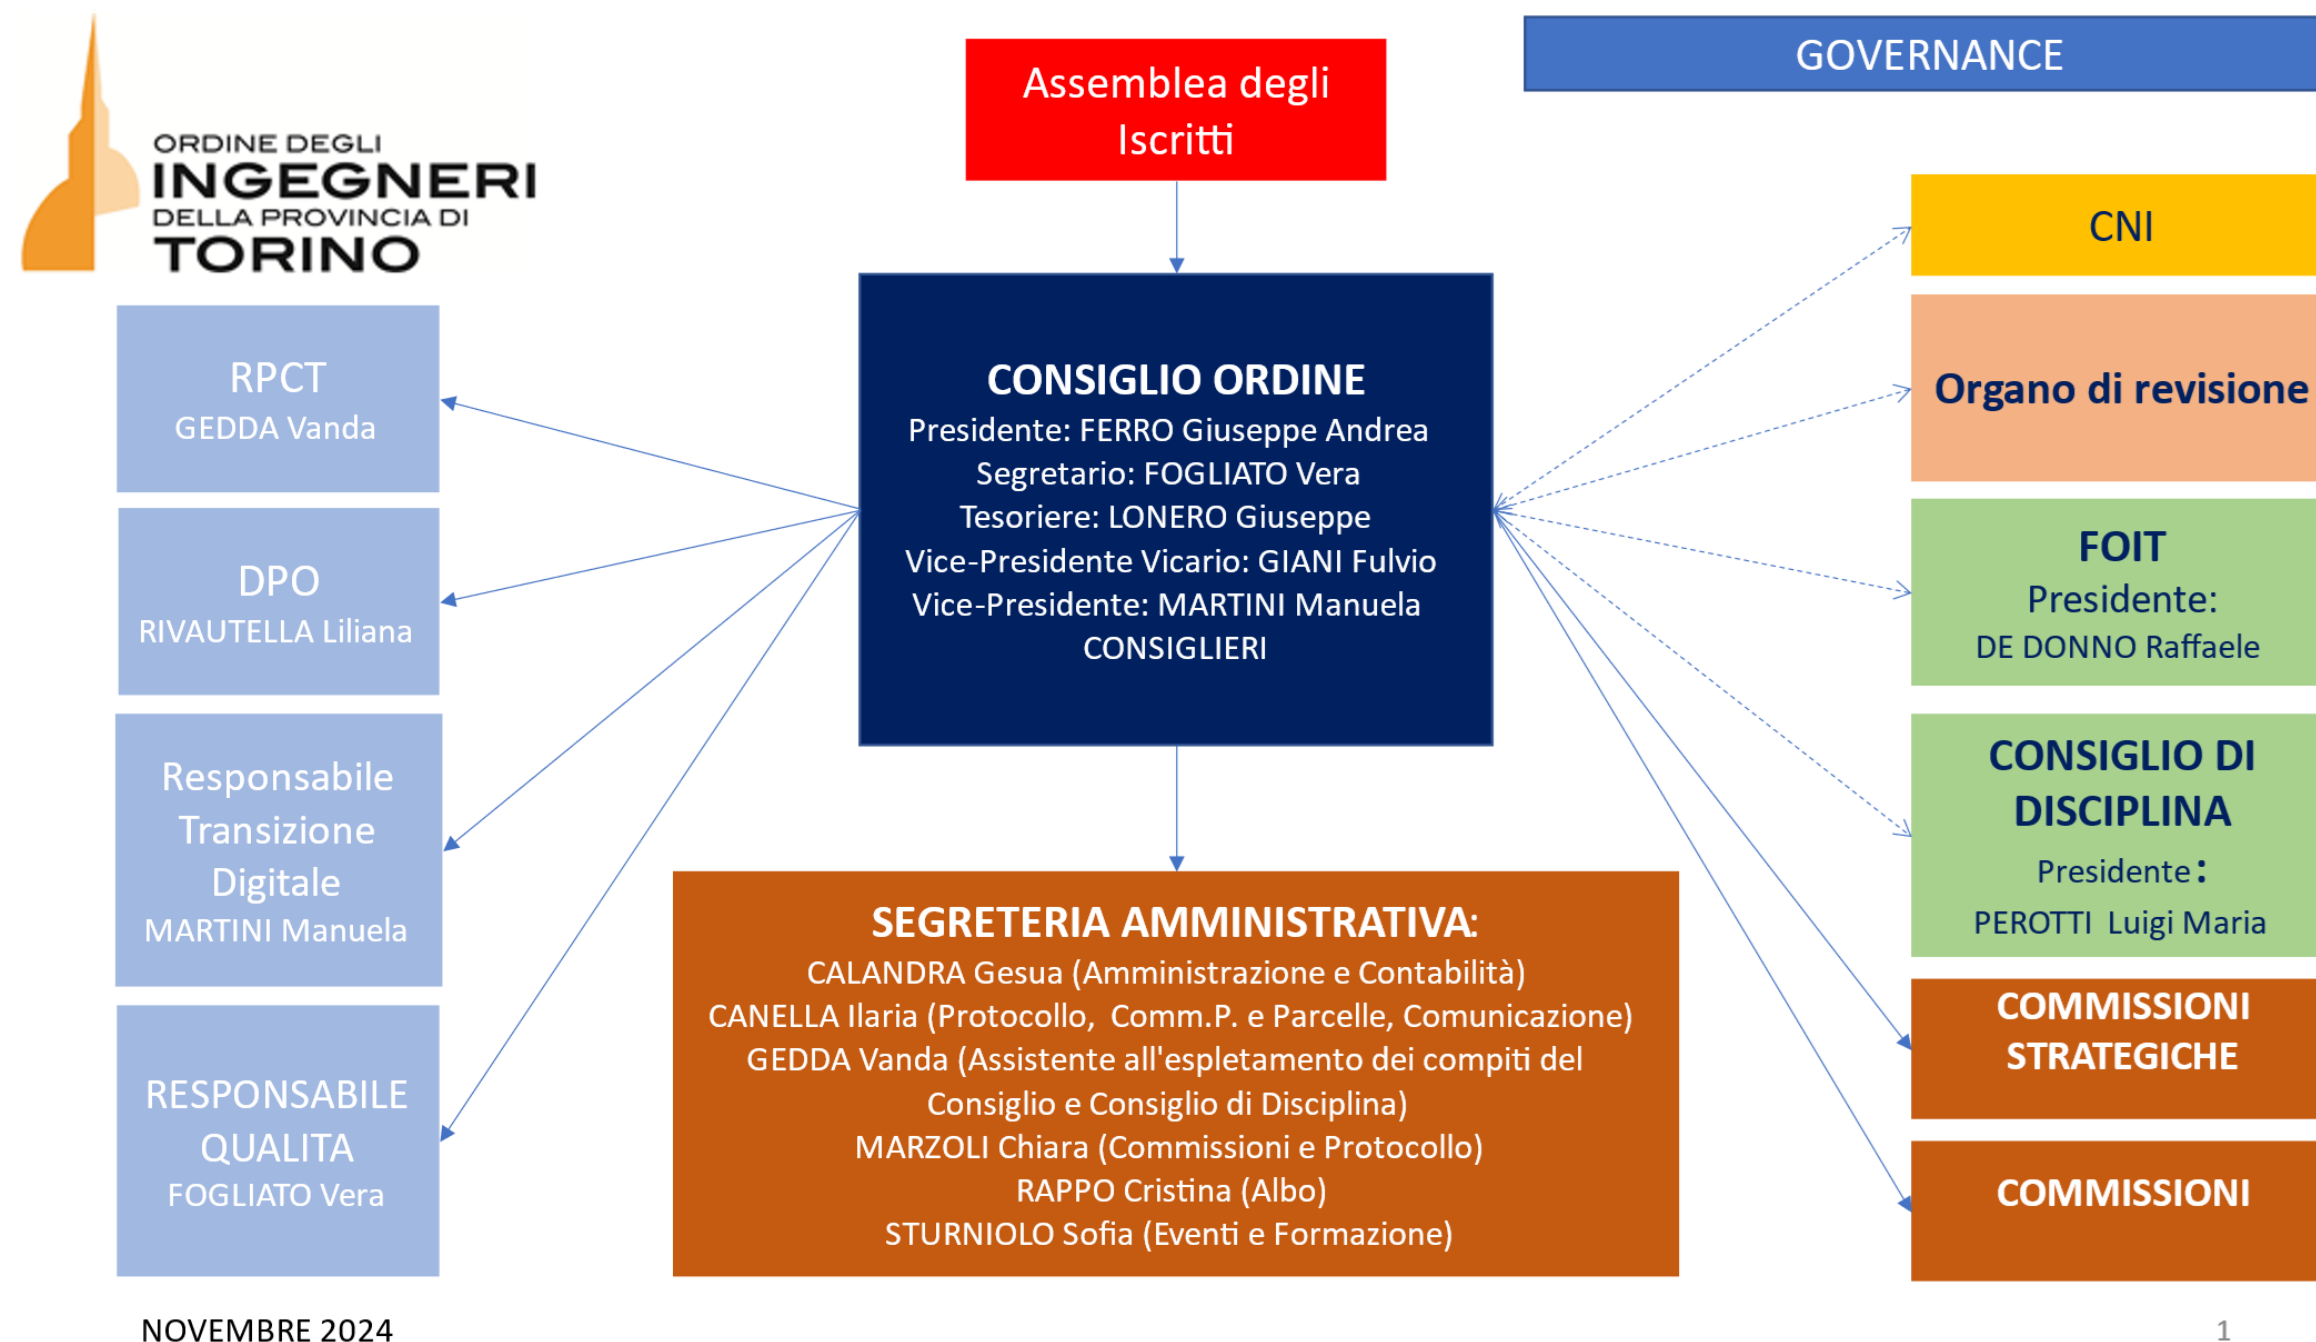 ORDINE DEGLI
INGEGNERI
DELLA PROVINCIA DI
TORINO
Assemblea degli
Iscritti
GOVERNANCE
RPCT
GEDDA Vanda
DPO
RIVAUTELLA Liliana
Responsabile
Transizione
Digitale
MARTINI Manuela
RESPONSABILE
QUALITA
FOGLIATO Vera
CONSIGLIO ORDINE
Presidente: FERRO Giuseppe Andrea
Segretario: FOGLIATO Vera
Tesoriere: LONERO Giuseppe
Vice-Presidente Vicario: GIANI Fulvio
Vice-Presidente: MARTINI Manuela
CONSIGLIERI
SEGRETERIA AMMINISTRATIVA:
CALANDRA Gesua (Amministrazione e Contabilità)
CANELLA Ilaria (Protocollo, Comm.P. e Parcelle, Comunicazione)
GEDDA Vanda (Assistente all'espletamento dei compiti del
Consiglio e Consiglio di Disciplina)
MARZOLI Chiara (Commissioni e Protocollo)
RAPPO Cristina (Albo)
STURNIOLO Sofia (Eventi e Formazione)
CNI
Organo di revisione
FOIT
Presidente:
DE DONNO Raffaele
CONSIGLIO DI
DISCIPLINA
Presidente:
PEROTTI Luigi Maria
COMMISSIONI
STRATEGICHE
COMMISSIONI
NOVEMBRE 2024
1